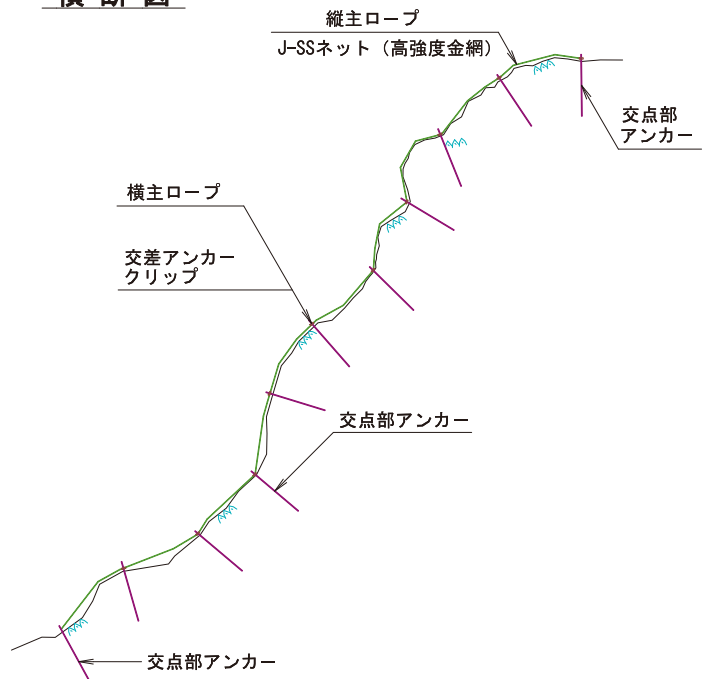 横断図
縦主ロープ
J-SSネット（高強度金網）
交点部
アンカー
横主ロープ
交差アンカー
クリップ
交点部アンカー
交点部アンカー